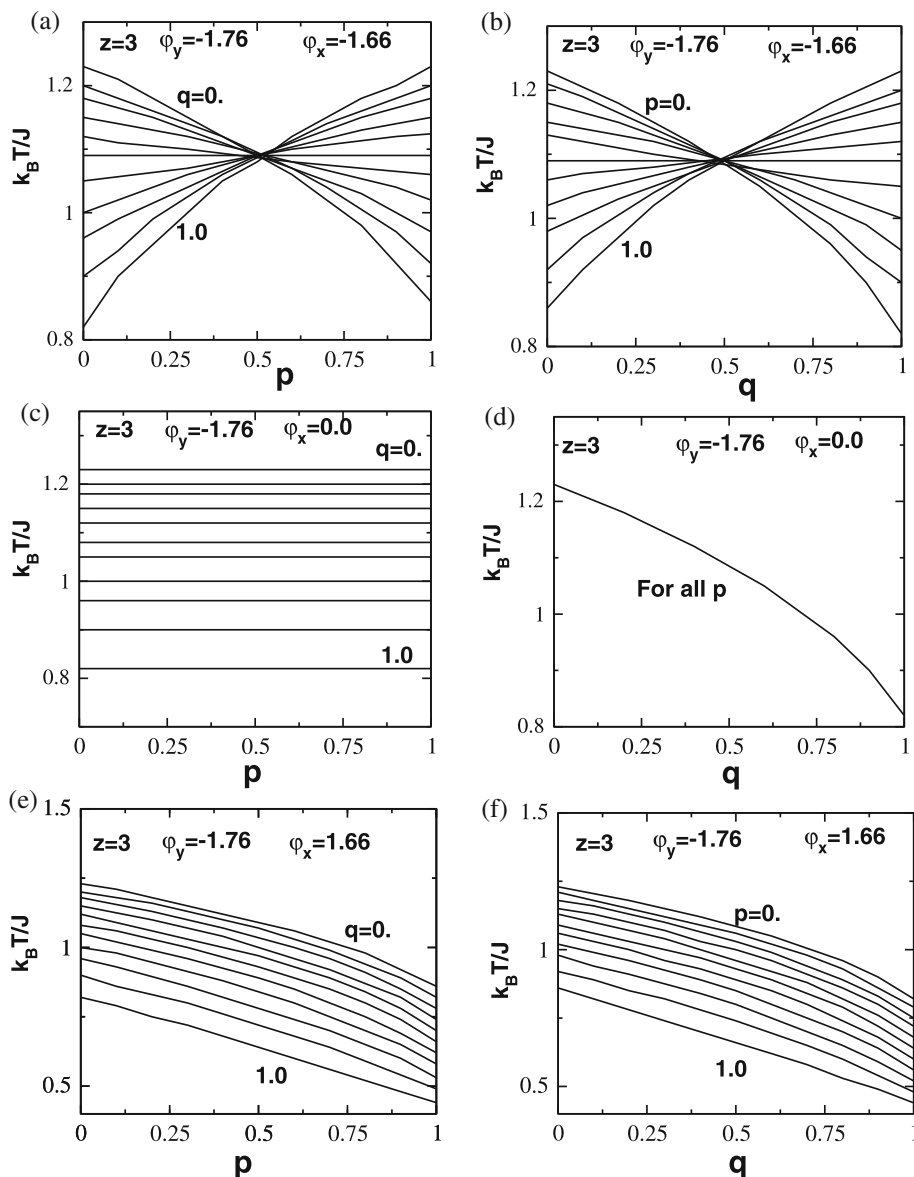 (a)
z=3 φy=-1.76 φx=-1.66
q=0.
1.0
kBT/J
1.2
1
0.8
0 0.25 0.5 0.75 1
p
(b)
z=3 φy=-1.76 φx=-1.66
p=0.
1.0
kBT/J
1.2
1
0.8
0 0.25 0.5 0.75 1
q
(c)
z=3 φy=-1.76 φx=0.0
q=0.
1.0
kBT/J
1.2
1
0.8
0 0.25 0.5 0.75 1
p
(d)
z=3 φy=-1.76 φx=0.0
For all p
kBT/J
1.2
1
0.8
0 0.25 0.5 0.75 1
q
(e)
1.5
z=3 φy=-1.76 φx=1.66
q=0.
1.0
kBT/J
1
0.5
0 0.25 0.5 0.75 1
p
(f)
1.5
z=3 φy=-1.76 φx=1.66
p=0.
1.0
kBT/J
1
0.5
0 0.25 0.5 0.75 1
q